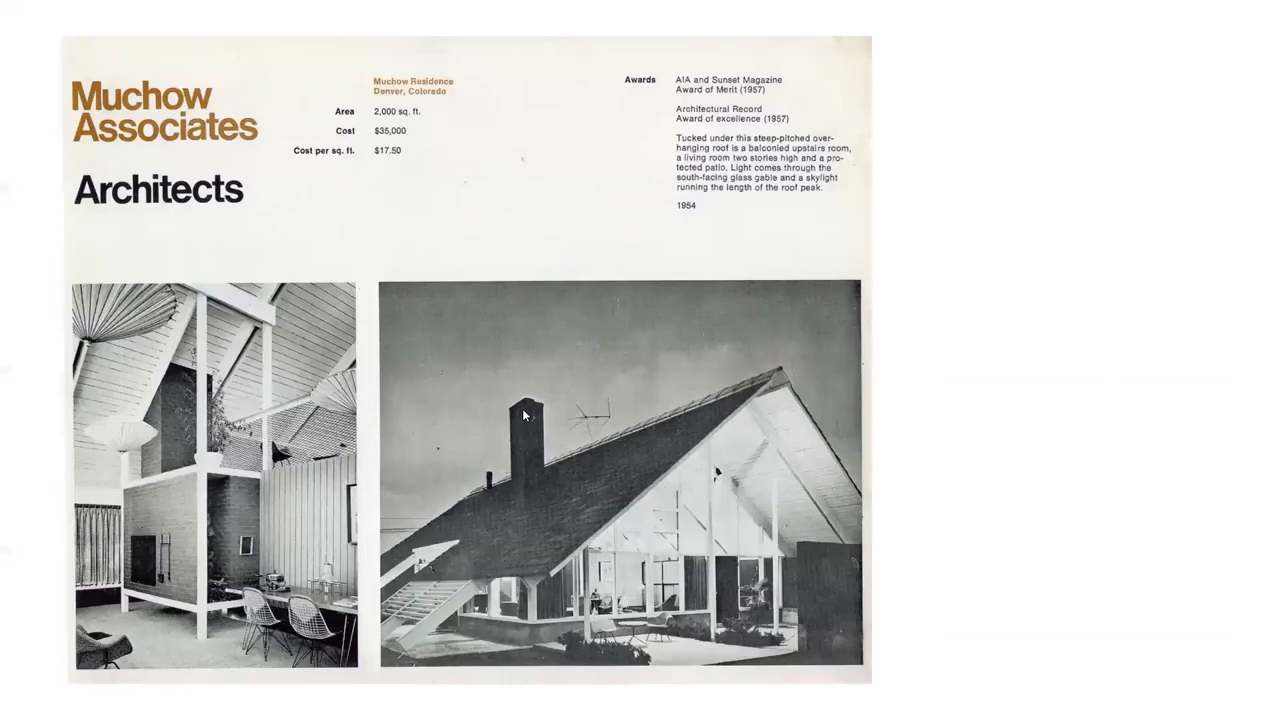 Muchow
Associates
Architects
Muchow Residence
Denver, Colorado
Area 2,000 sq. ft.
Cost $35,000
Cost per sq. ft. $17.50
Awards AIA and Sunset Magazine
Award of Merit (1957)
Architectural Record
Award of excellence (1957)
Tucked under this steep-pitched over-
hanging roof is a balconied upstairs room,
a living room two stories high and a pro-
tected patio. Light comes through the
south-facing glass gable and a skylight
running the length of the roof peak.
1954